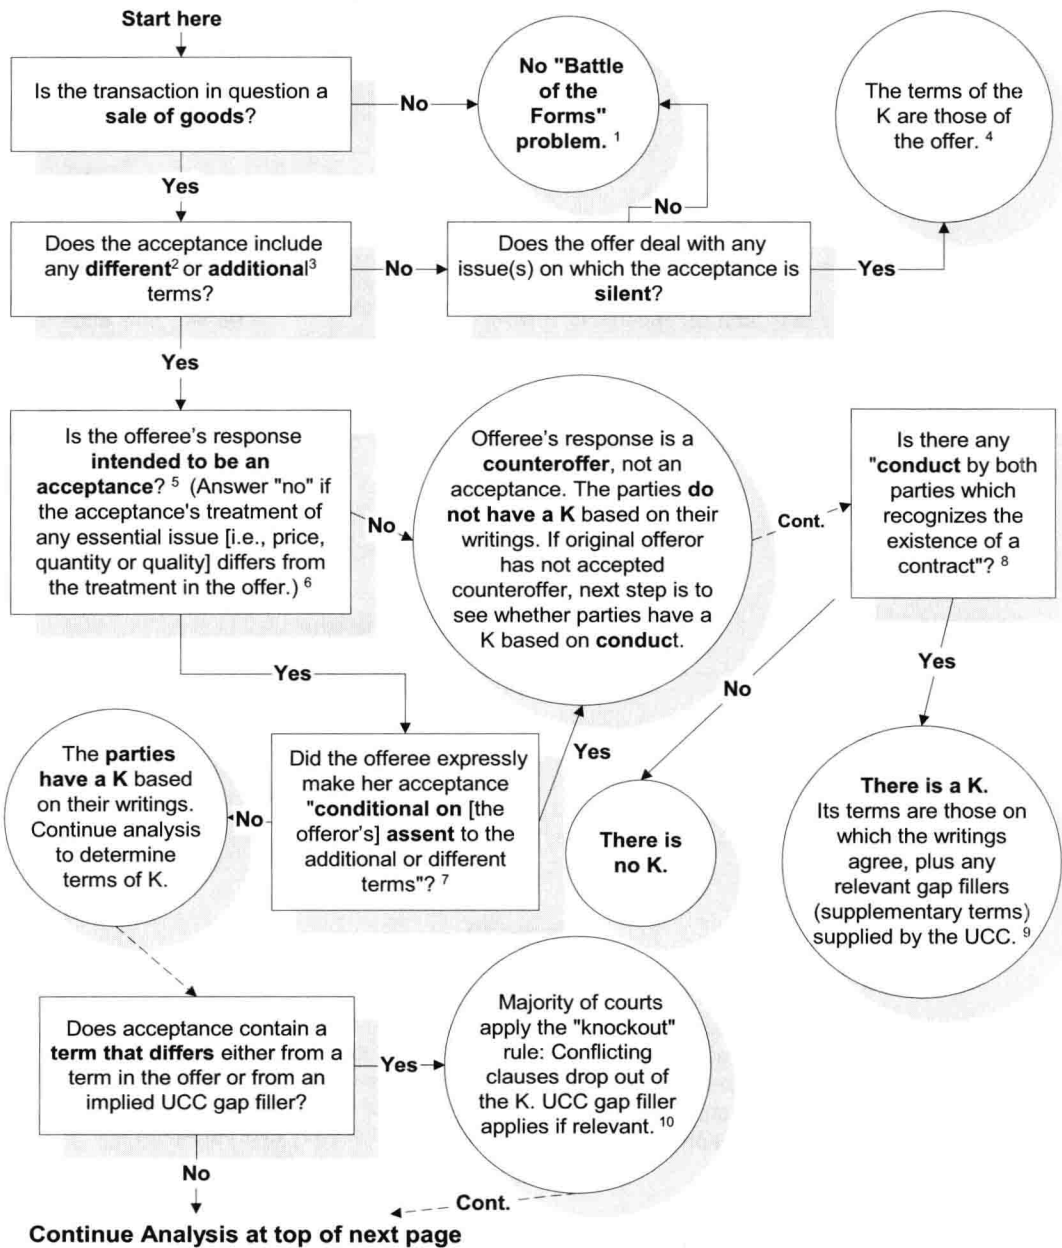 Start here
Is the transaction in question a
sale of goods?
No
No "Battle
of the
Forms"
problem. 1
The terms of the
K are those of
the offer. 4
Yes
No
Does the acceptance include
any different2 or additional3
terms?
No
Does the offer deal with any
issue(s) on which the acceptance is
silent?
Yes
Yes
Is the offeree's response
intended to be an
acceptance? 5 (Answer "no" if
the acceptance's treatment of
any essential issue [i.e., price,
quantity or quality] differs from
the treatment in the offer.) 6
No
Offeree's response is a
counteroffer, not an
acceptance. The parties do
not have a K based on their
writings. If original offeror
has not accepted
counteroffer, next step is to
see whether parties have a
K based on conduct.
Cont.
Is there any
"conduct by both
parties which
recognizes the
existence of a
contract"? 8
Yes
No
Yes
The parties
have a K based
on their writings.
Continue analysis
to determine
terms of K.
No
Did the offeree expressly
make her acceptance
"conditional on [the
offeror's] assent to the
additional or different
terms"? 7
Yes
There is
no K.
There is a K.
Its terms are those on
which the writings
agree, plus any
relevant gap fillers
(supplementary terms)
supplied by the UCC. 9
Does acceptance contain a
term that differs either from a
term in the offer or from an
implied UCC gap filler?
Yes
Majority of courts
apply the "knockout"
rule: Conflicting
clauses drop out of
the K. UCC gap filler
applies if relevant. 10
No
Cont.
Continue Analysis at top of next page